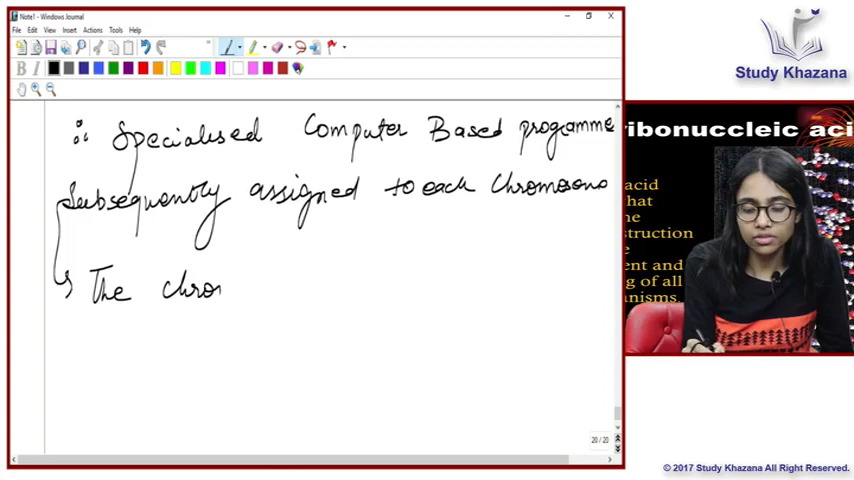 Note1 - Windows Journal
File Edit View Insert Actions Tools Help
B I
∴ Specialised Computer Based programme
Subsequently assigned to each Chromosono
The chro
20 / 20
Study Khazana
ribonuccleic aci
acid
hat
ne
struction
e
ent and
g of all
anisms.
© 2017 Study Khazana All Right Reserved.